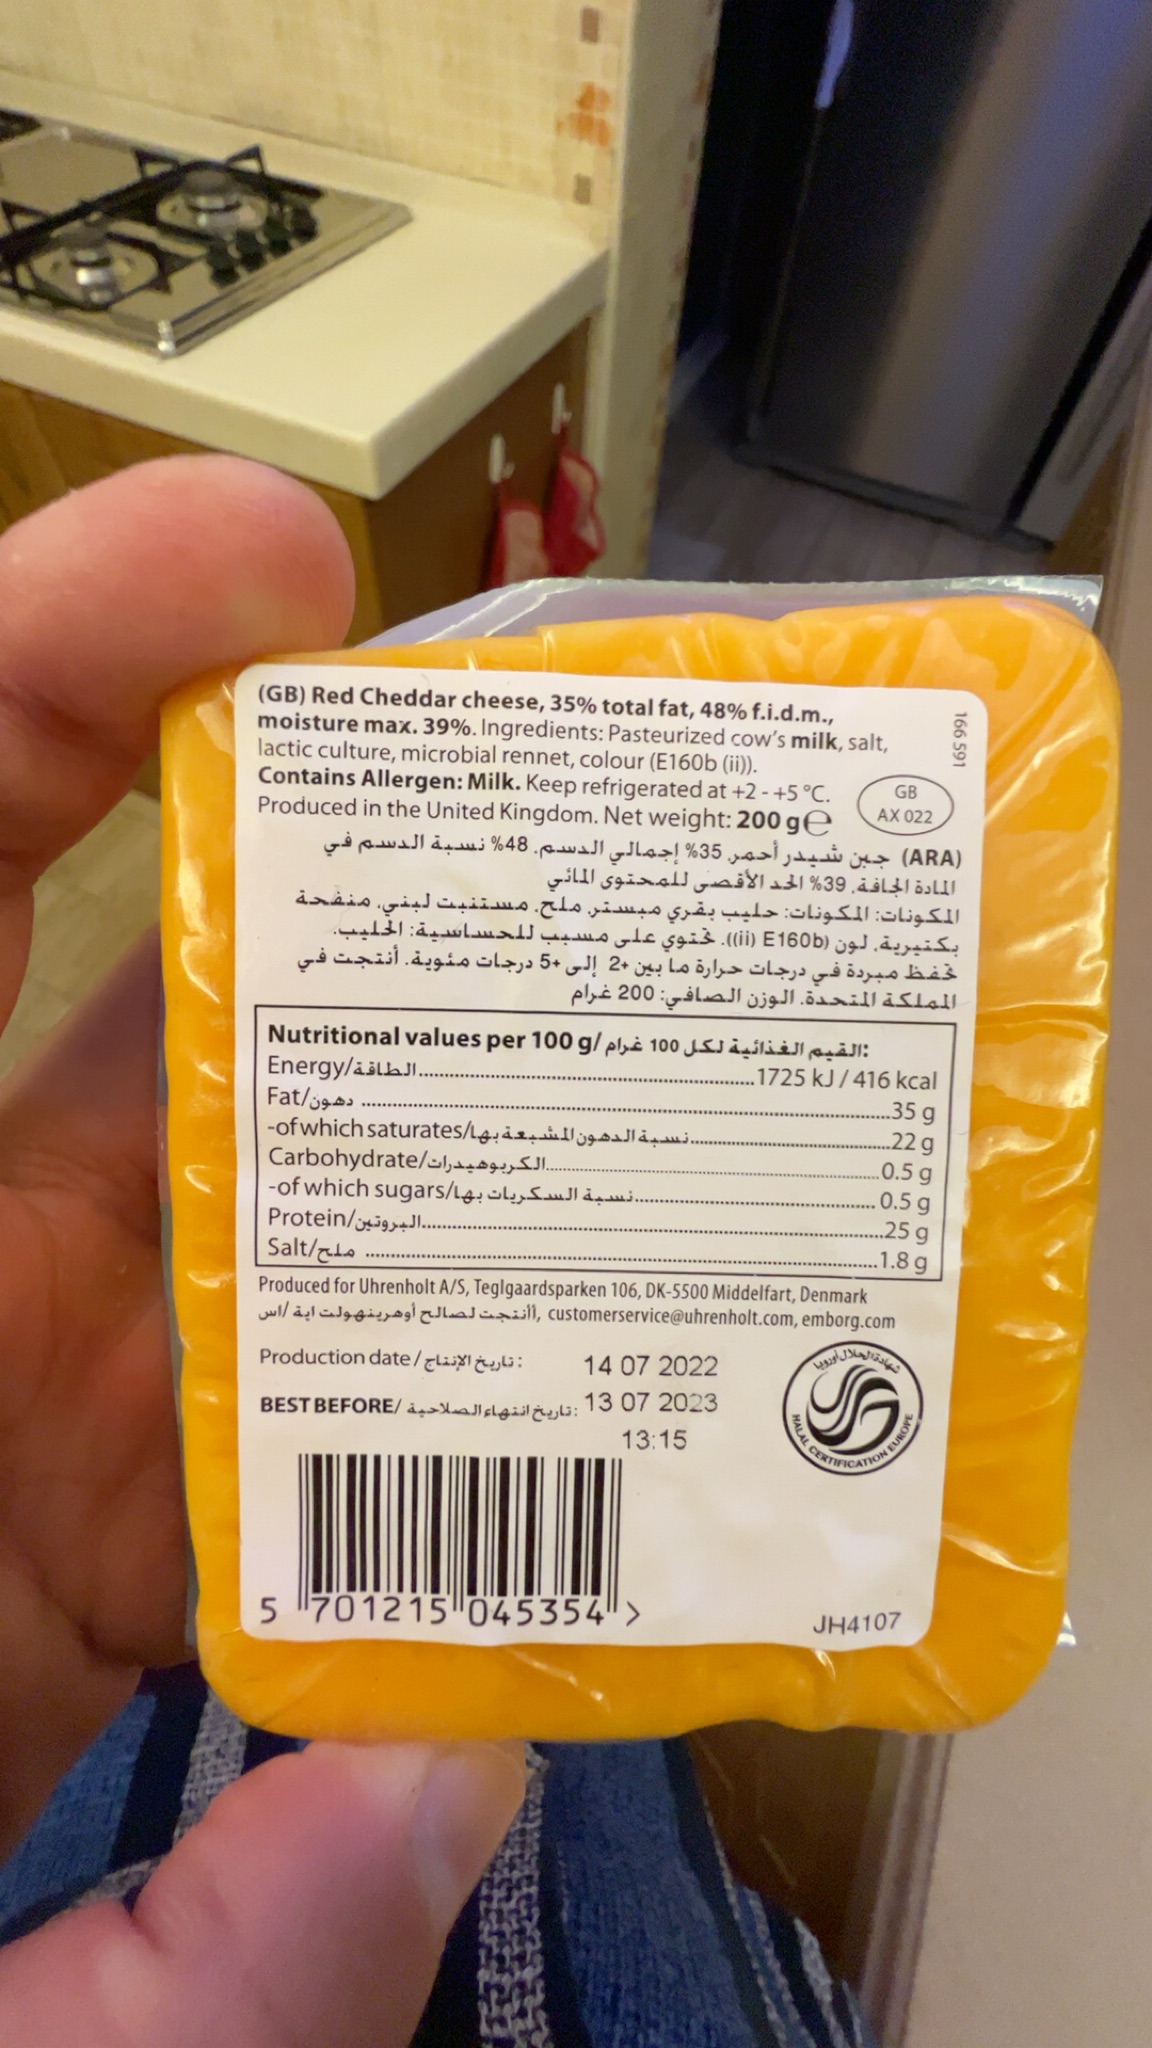 (GB) Red Cheddar cheese, 35% total fat, 48% f.i.d.m.,
moisture max. 39%. Ingredients: Pasteurized cow's milk, salt,
lactic culture, microbial rennet, colour (E160b (ii)).
Contains Allergen: Milk. Keep refrigerated at +2 - +5 °C.
Produced in the United Kingdom. Net weight: 200 g e
166 591
GB
AX 022
(ARA) جبن شيدر أحمر. 35% إجمالي الدسم. 48% نسبة الدسم في
المادة الجافة. 39% الحد الأقصى للمحتوى المائي
المكونات: المكونات: حليب بقري مبستر. ملح. مستنبت لبني. منفحة
بكتيرية. لون (E160b (ii)). تحتوي على مسبب للحساسية: الحليب.
تحفظ مبردة في درجات حرارة ما بين +2 إلى +5 درجات مئوية. أنتجت في
المملكة المتحدة. الوزن الصافي: 200 غرام
Nutritional values per 100 g/ القيم الغذائية لكل 100 غرام:
Energy/الطاقة.....1725 kJ / 416 kcal
Fat/دهون.....35 g
-of which saturates/نسبة الدهون المشبعة بها.....22 g
Carbohydrate/الكربوهيدرات.....0.5 g
-of which sugars/نسبة السكريات بها.....0.5 g
Protein/البروتين.....25 g
Salt/ملح.....1.8 g
Produced for Uhrenholt A/S, Teglgaardsparken 106, DK-5500 Middelfart, Denmark
أنتجت لصالح أوهرينهولت ايه /اس, customerservice@uhrenholt.com, emborg.com
Production date / تاريخ الإنتاج: 14 07 2022
BEST BEFORE/ تاريخ انتهاء الصلاحية: 13 07 2023
13:15
شهادة الحلال أوروبا
HALAL CERTIFICATION EUROPE
5 701215 045354 >
JH4107